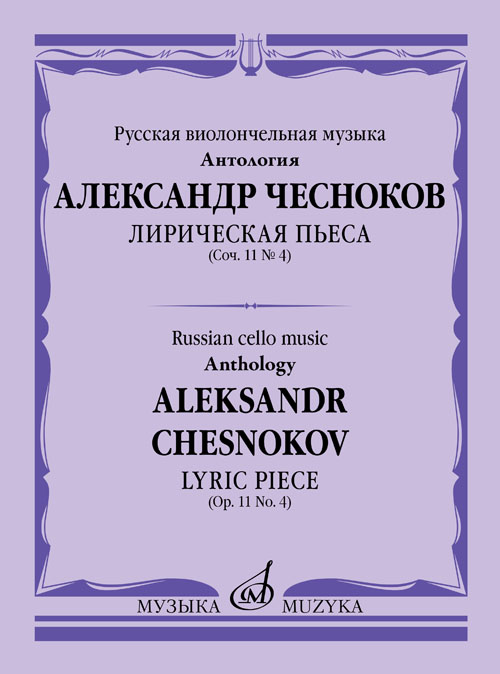 Русская виолончельная музыка
Антология
АЛЕКСАНДР ЧЕСНОКОВ
ЛИРИЧЕСКАЯ ПЬЕСА
(Соч. 11 № 4)
Russian cello music
Anthology
ALEKSANDR
CHESNOKOV
LYRIC PIECE
(Op. 11 No. 4)
МУЗЫКА MUZYKA